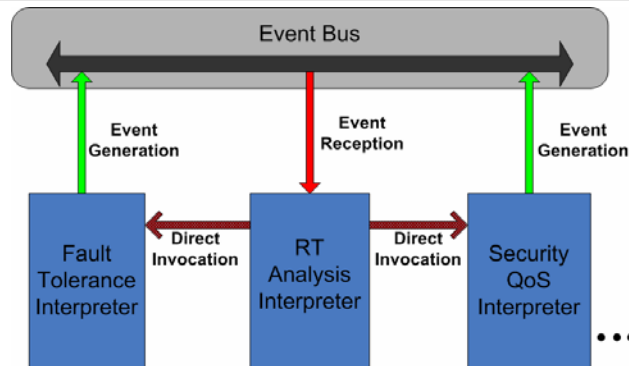 Event Bus
Event
Generation
Event
Reception
Event
Generation
Fault
Tolerance
Interpreter
Direct
Invocation
RT
Analysis
Interpreter
Direct
Invocation
Security
QoS
Interpreter